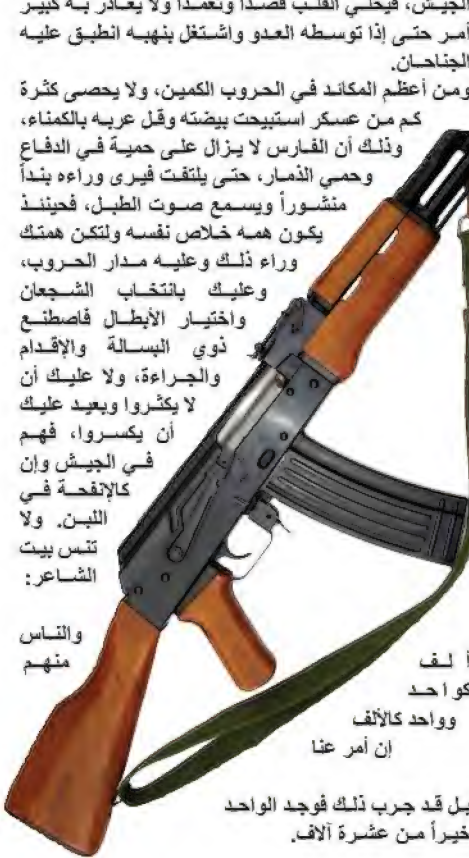 الجيش، فيخلي القلب قصداً وتعمداً ولا يغادر به كبير
أمر حتى إذا توسطه العدو واشتغل بنهبه انطبق عليه
الجناحان.
ومن أعظم المكائد في الحروب الكمين، ولا يحصى كثرة
كم من عسكر استبيحت بيضته وقل عربه بالكمناء،
وذلك أن الفارس لا يزال على حمية في الدفاع
وحمي الذمار، حتى يلتفت فيرى وراءه بنداً
منشوراً ويسمع صوت الطبل، فحينئذ
يكون همه خلاص نفسه ولتكن همتك
وراء ذلك وعليه مدار الحروب،
وعليك بانتخاب الشجعان
واختيار الأبطال فاصطنع
ذوي البسالة والإقدام
والجراءة، ولا عليك أن
لا يكثروا وبعيد عليك
أن يكسروا، فهم
في الجيش وإن
كالإنفحة في
اللبن. ولا
تنس بيت
الشاعر:
والناس
منهم
ألف
كواحد
وواحد كالألف
إن أمر عنا
بل قد جرب ذلك فوجد الواحد
خيراً من عشرة آلاف.